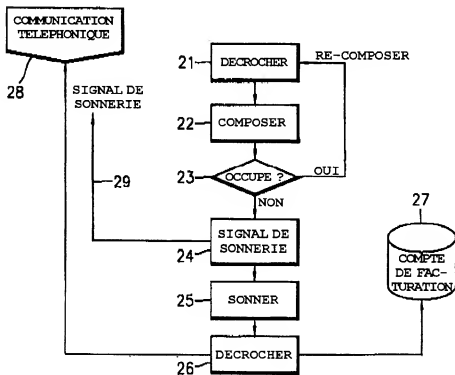 COMMUNICATION
TELEPHONIQUE
28
SIGNAL DE
SONNERIE
29
21
DECROCHER
RE-COMPOSER
22
COMPOSER
23
OCCUPE ?
OUI
NON
SIGNAL DE
SONNERIE
24
25
SONNER
DECROCHER
26
27
COMPTE
DE FAC-
TURATION